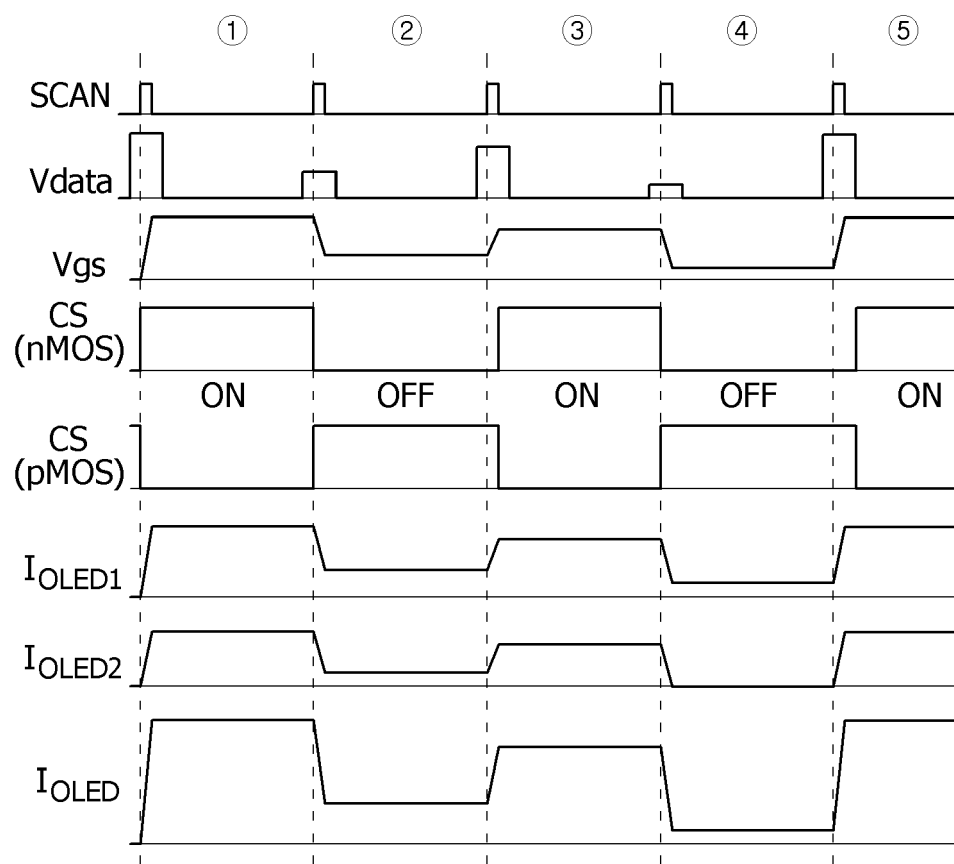 ① ② ③ ④ ⑤
SCAN
Vdata
Vgs
CS
(nMOS)
ON OFF ON OFF ON
CS
(pMOS)
IOLED1
IOLED2
IOLED